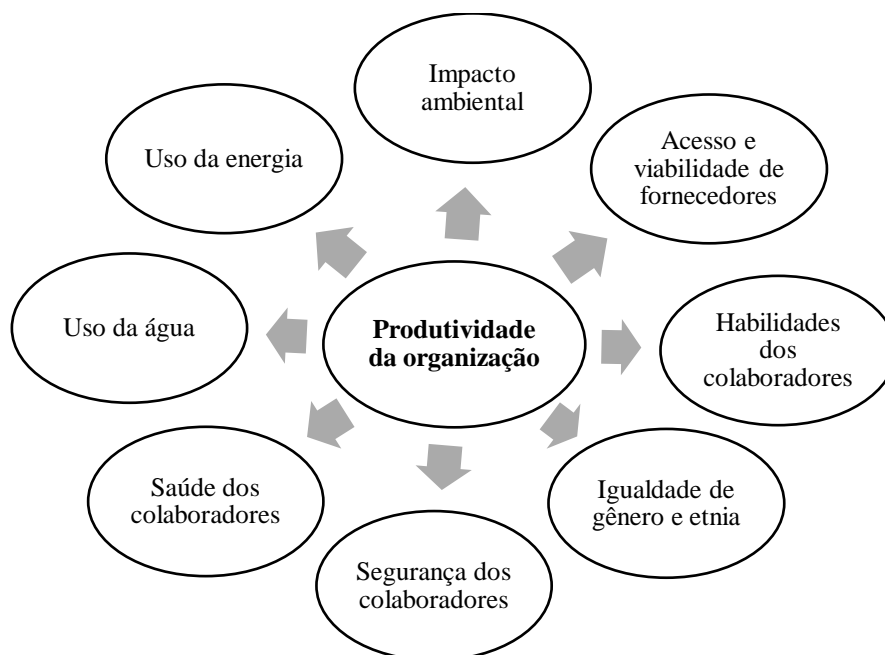 Impacto
ambiental
Acesso e
viabilidade de
fornecedores
Uso da energia
Habilidades
dos
colaboradores
Uso da água
Produtividade
da organização
Igualdade de
gênero e etnia
Saúde dos
colaboradores
Segurança dos
colaboradores